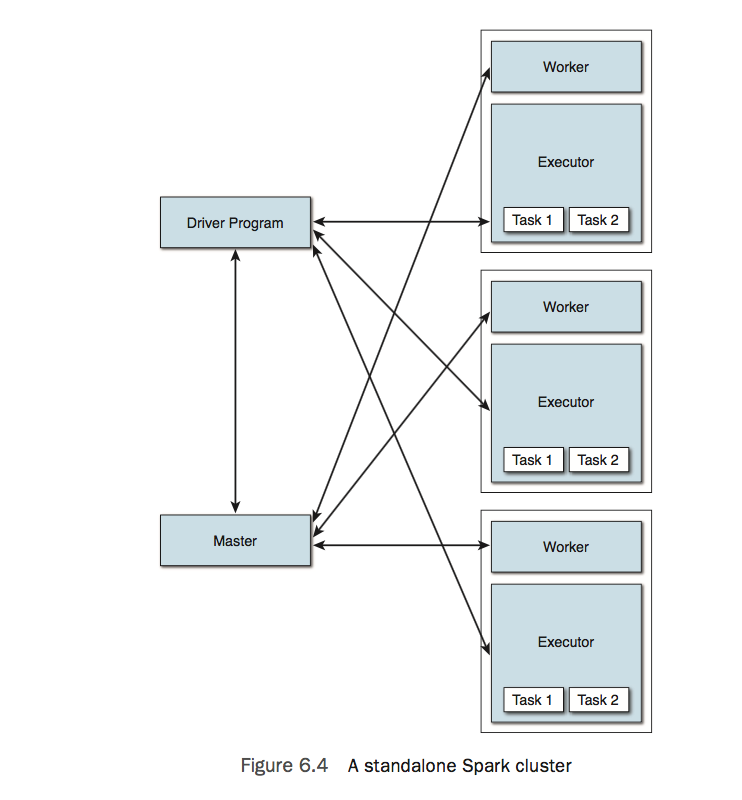 Worker
Executor
Task 1 Task 2
Driver Program
Worker
Executor
Task 1 Task 2
Master
Worker
Executor
Task 1 Task 2
Figure 6.4 A standalone Spark cluster